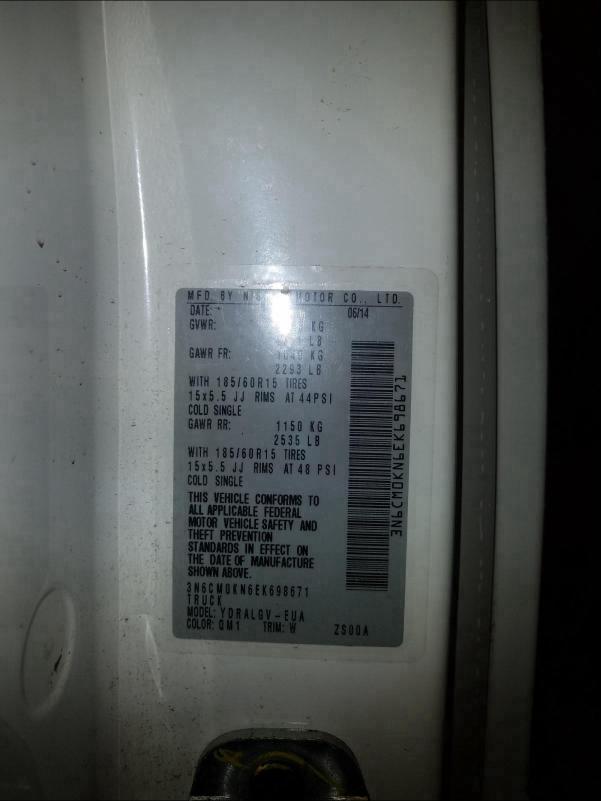 MFD. BY NISSAN MOTOR CO., LTD.
DATE: 06/14
GVWR: KG
LB
GAWR FR: 1040 KG
2293 LB
WITH 185/60R15 TIRES
15x5.5 JJ RIMS AT 44PSI
COLD SINGLE
GAWR RR: 1150 KG
2535 LB
WITH 185/60R15 TIRES
15x5.5 JJ RIMS AT 48 PSI
COLD SINGLE
THIS VEHICLE CONFORMS TO
ALL APPLICABLE FEDERAL
MOTOR VEHICLE SAFETY AND
THEFT PREVENTION
STANDARDS IN EFFECT ON
THE DATE OF MANUFACTURE
SHOWN ABOVE.
3N6CM0KN6EK698671
TRUCK
MODEL: YDRALGV-EUA
COLOR: QM1 TRIM: W ZS00A
3N6CM0KN6EK698671